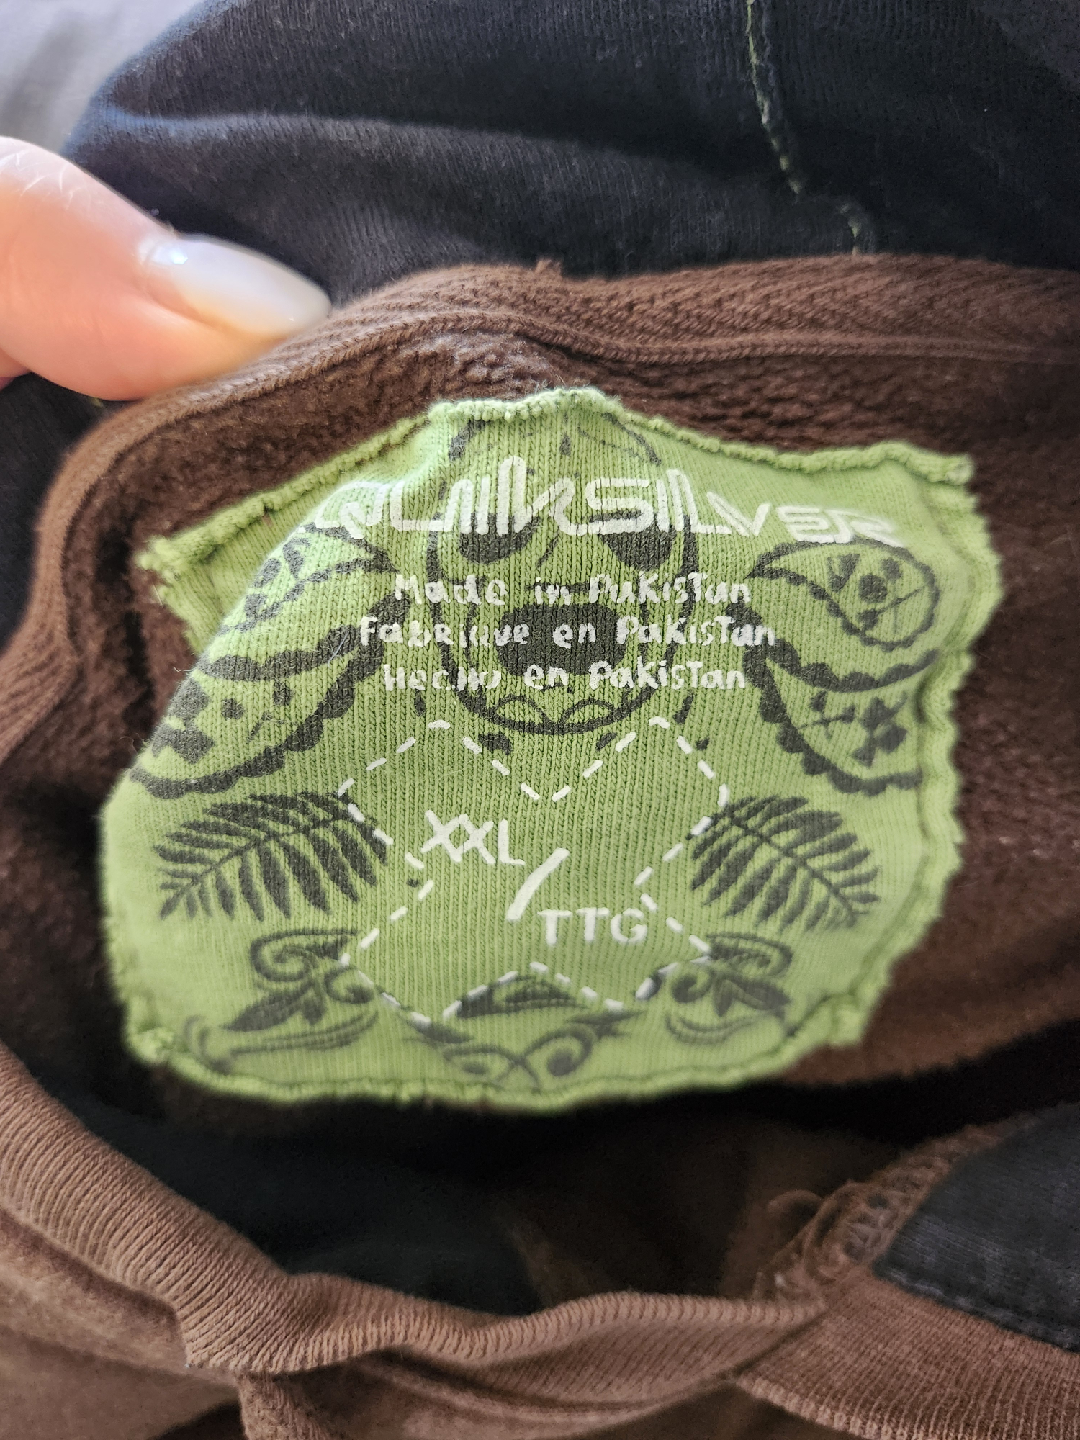 QUIKSILVER
Made in Pakistan
Fabrique en Pakistan
Hecho en Pakistan
XXL/TTG